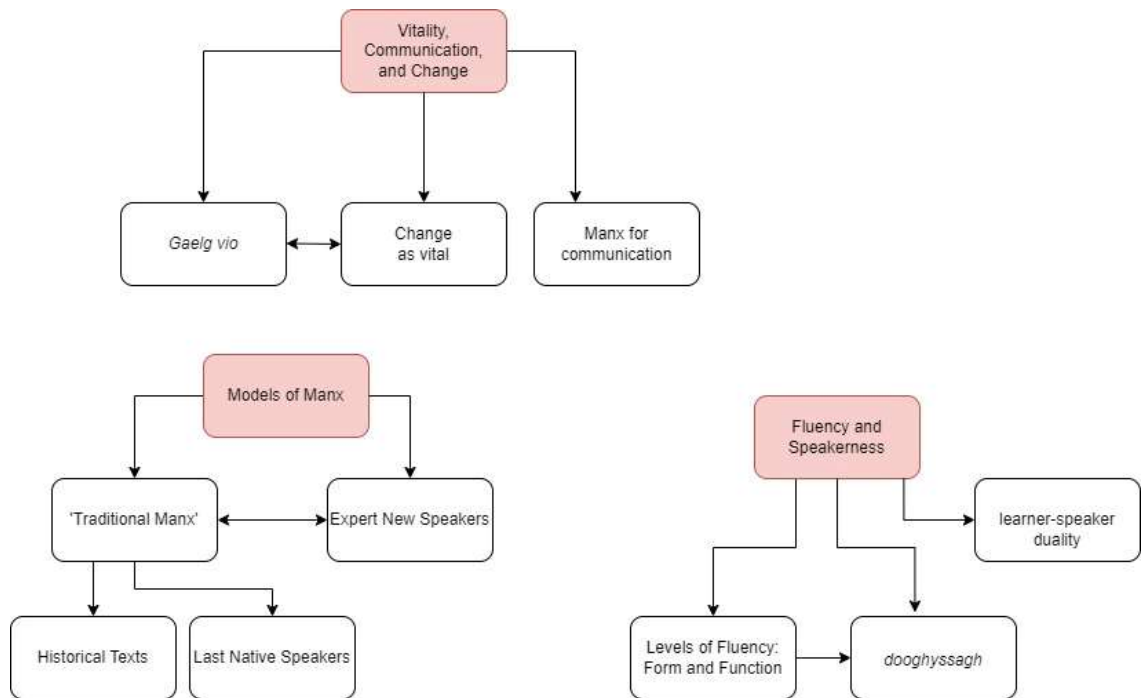 Vitality,
Communication,
and Change
Gaelg vio
Change
as vital
Manx for
communication
Models of Manx
'Traditional Manx'
Expert New Speakers
Historical Texts
Last Native Speakers
Fluency and
Speakerness
learner-speaker
duality
Levels of Fluency:
Form and Function
dooghyssagh